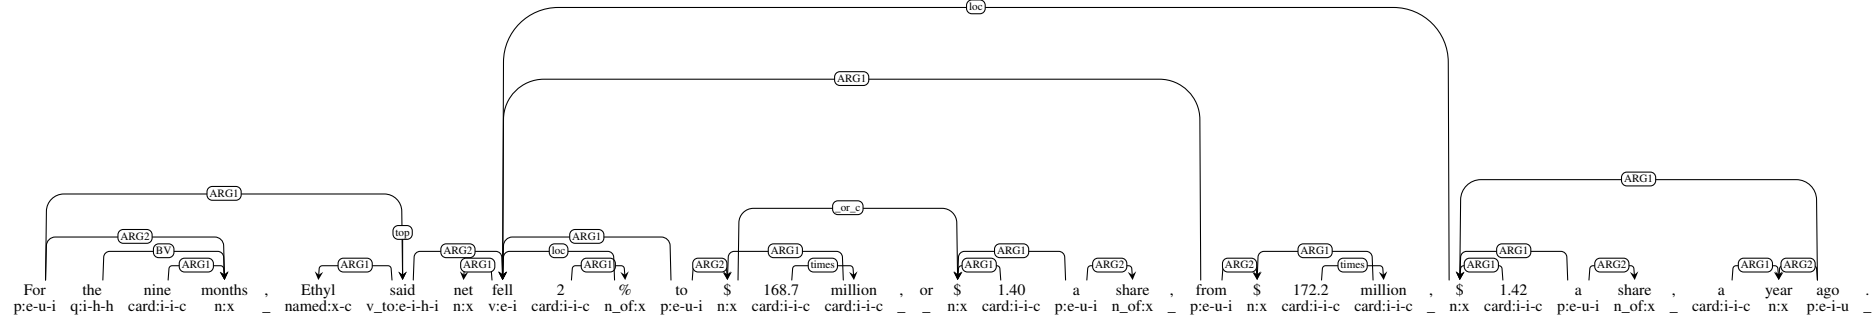 loc
ARG1
ARG1 ARG1
_or_c
top
ARG2 ARG2 ARG1
BV loc ARG1 ARG1 ARG1 ARG1
ARG1 ARG1 ARG1 ARG1 ARG2 times ARG1 ARG2 ARG2 times ARG1 ARG2 ARG1 ARG2
For the nine months , Ethyl said net fell 2 % to $ 168.7 million , or $ 1.40 a share , from $ 172.2 million , $ 1.42 a share , a year ago .
p:e-u-i q:i-h-h card:i-i-c n:x _ named:x-c v_to:e-i-h-i n:x v:e-i card:i-i-c n_of:x p:e-u-i n:x card:i-i-c card:i-i-c _ _ n:x card:i-i-c p:e-u-i n_of:x _ p:e-u-i n:x card:i-i-c card:i-i-c _ n:x card:i-i-c p:e-u-i n_of:x _ card:i-i-c n:x p:e-i-u _